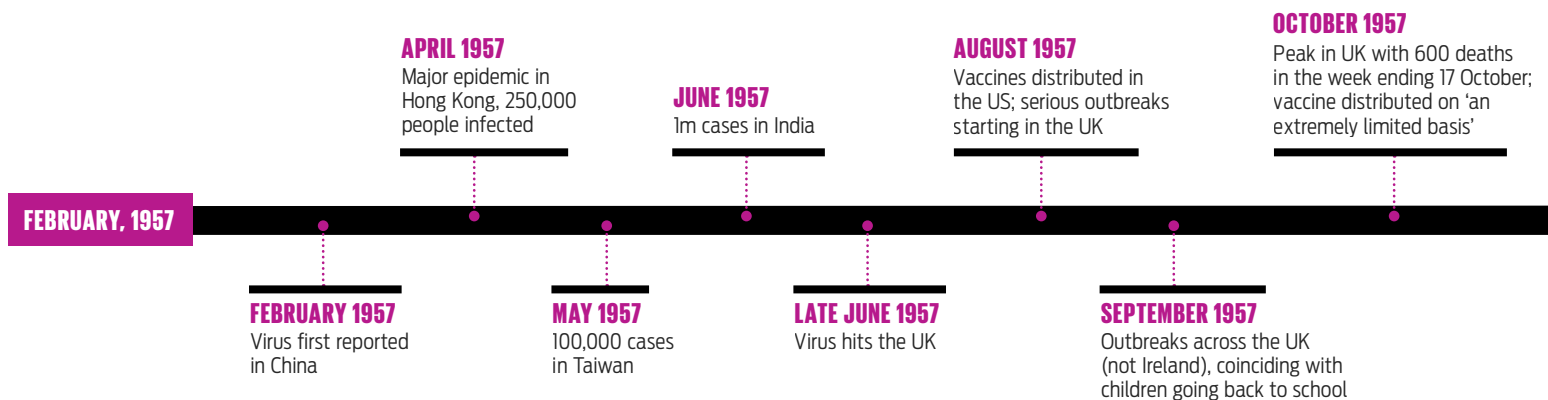 FEBRUARY, 1957
FEBRUARY 1957
Virus first reported
in China
APRIL 1957
Major epidemic in
Hong Kong, 250,000
people infected
MAY 1957
100,000 cases
in Taiwan
JUNE 1957
1m cases in India
LATE JUNE 1957
Virus hits the UK
AUGUST 1957
Vaccines distributed in
the US; serious outbreaks
starting in the UK
SEPTEMBER 1957
Outbreaks across the UK
(not Ireland), coinciding with
children going back to school
OCTOBER 1957
Peak in UK with 600 deaths
in the week ending 17 October;
vaccine distributed on ‘an
extremely limited basis’